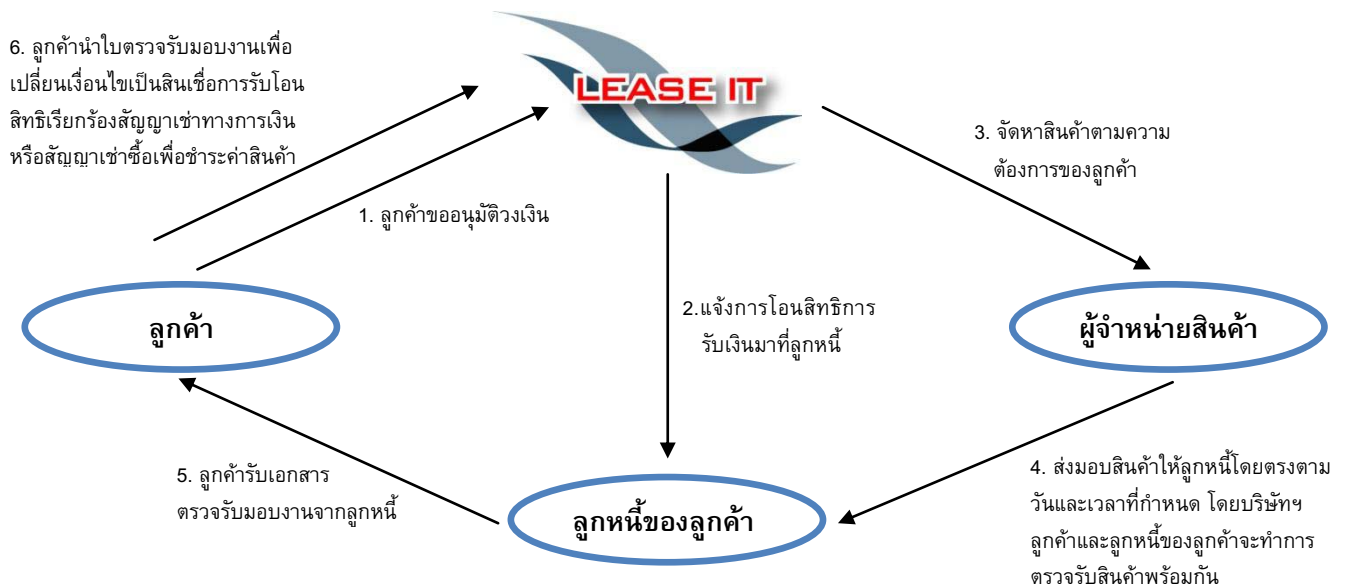 6. ลูกค้านำใบตรวจรับมอบงานเพื่อ
เปลี่ยนเงื่อนไขเป็นสินเชื่อการรับโอน
สิทธิเรียกร้องสัญญาเช่าทางการเงิน
หรือสัญญาเช่าซื้อเพื่อชำระค่าสินค้า
LEASE IT
3. จัดหาสินค้าตามความ
ต้องการของลูกค้า
1. ลูกค้าขออนุมัติวงเงิน
2.แจ้งการโอนสิทธิการ
รับเงินมาที่ลูกหนี้
ลูกค้า
ผู้จำหน่ายสินค้า
5. ลูกค้ารับเอกสาร
ตรวจรับมอบงานจากลูกหนี้
ลูกหนี้ของลูกค้า
4. ส่งมอบสินค้าให้ลูกหนี้โดยตรงตาม
วันและเวลาที่กำหนด โดยบริษัทฯ
ลูกค้าและลูกหนี้ของลูกค้าจะทำการ
ตรวจรับสินค้าพร้อมกัน